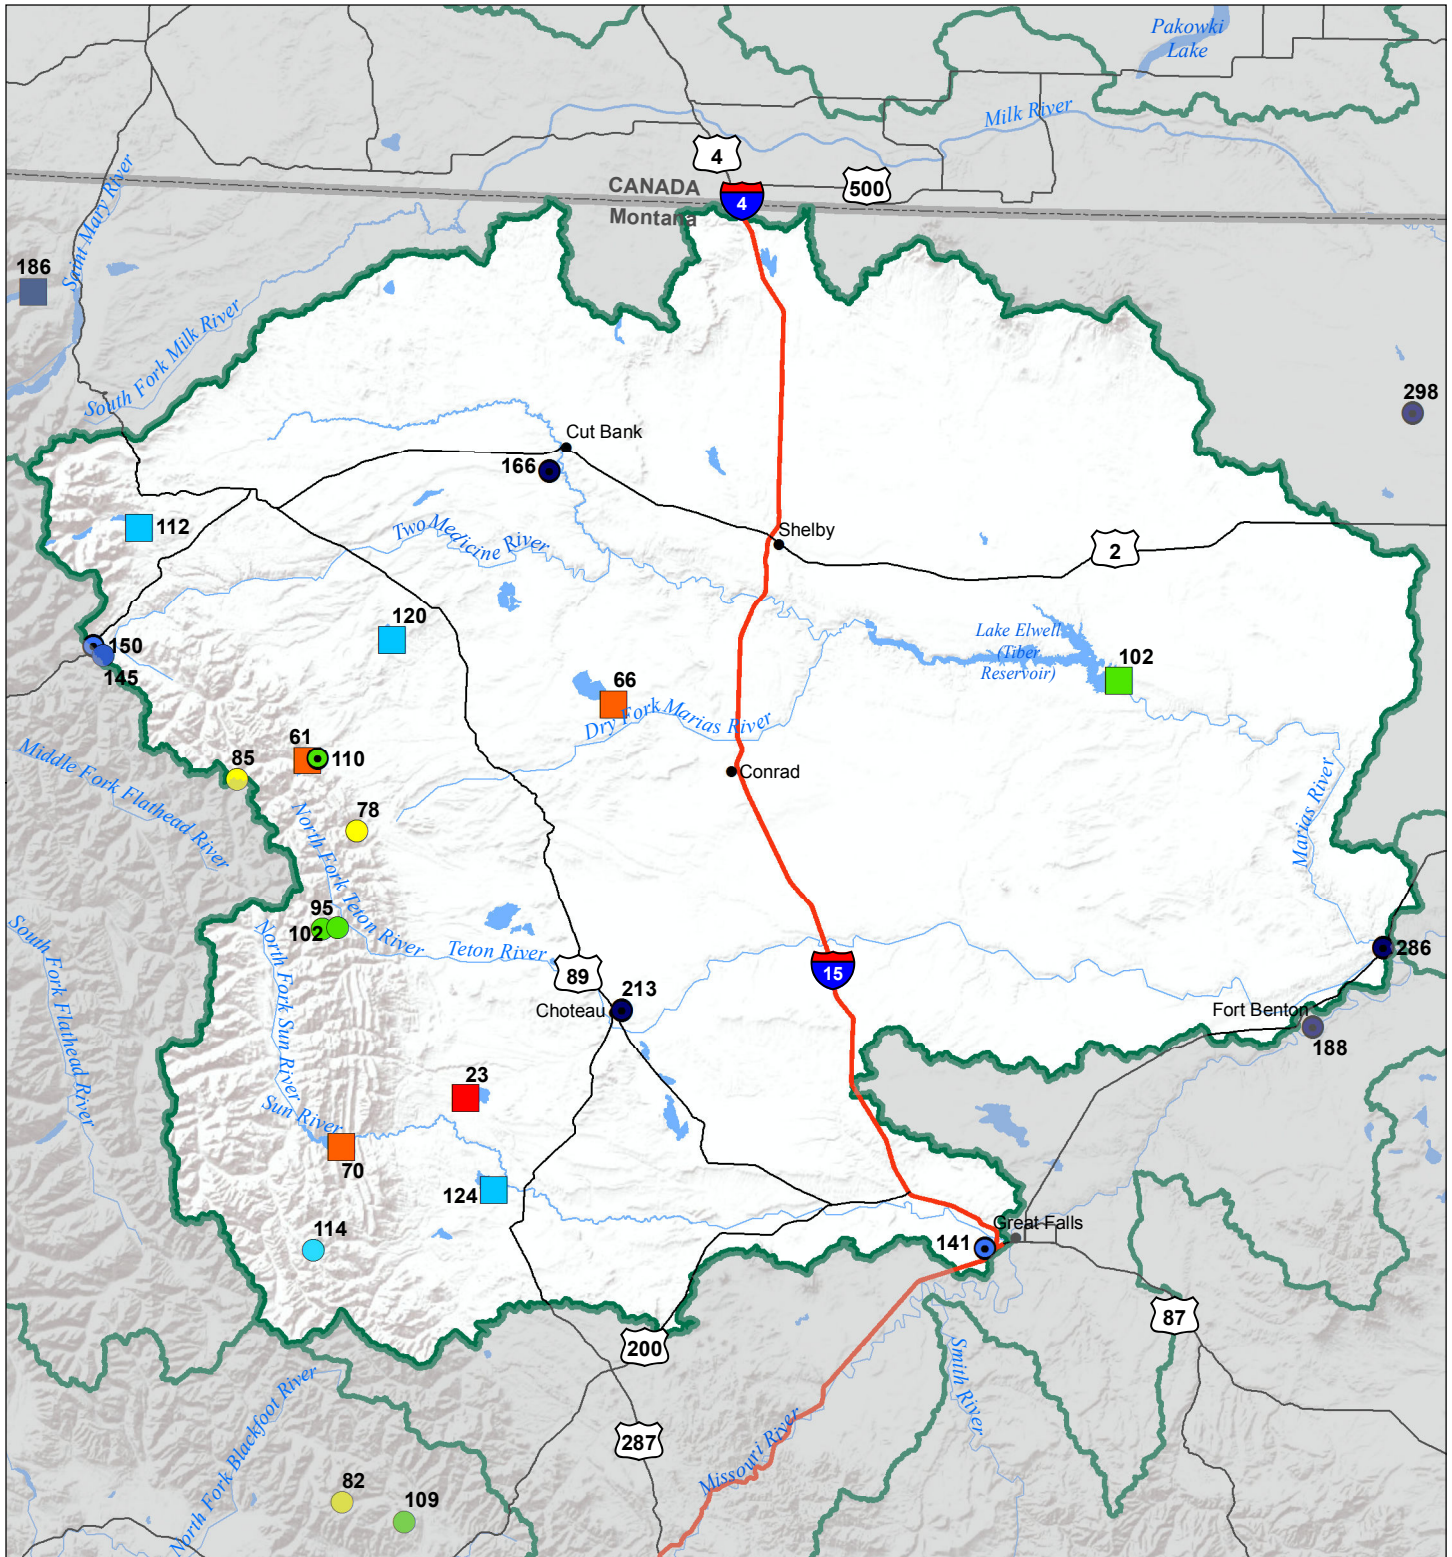 Pakowki
Lake
Milk River
4
CANADA
500
4
Montana
Saint Mary River
186
South Fork Milk River
298
Cut Bank
166
112
Two Medicine River
Shelby
2
120
Lake Elwell
(Tiber
Reservoir)
150
145
102
66
Dry Fork Marias River
61
110
85
Middle Fork Flathead River
Conrad
78
North Fork Teton River
Marias River
95
102
South Fork Flathead River
North Fork Sun River
Teton River
286
89
15
213
Choteau
Fort Benton
188
23
Sun River
70
124
114
Great Falls
141
87
200
Smith River
287
North Fork Blackfoot River
Missouri River
82
109